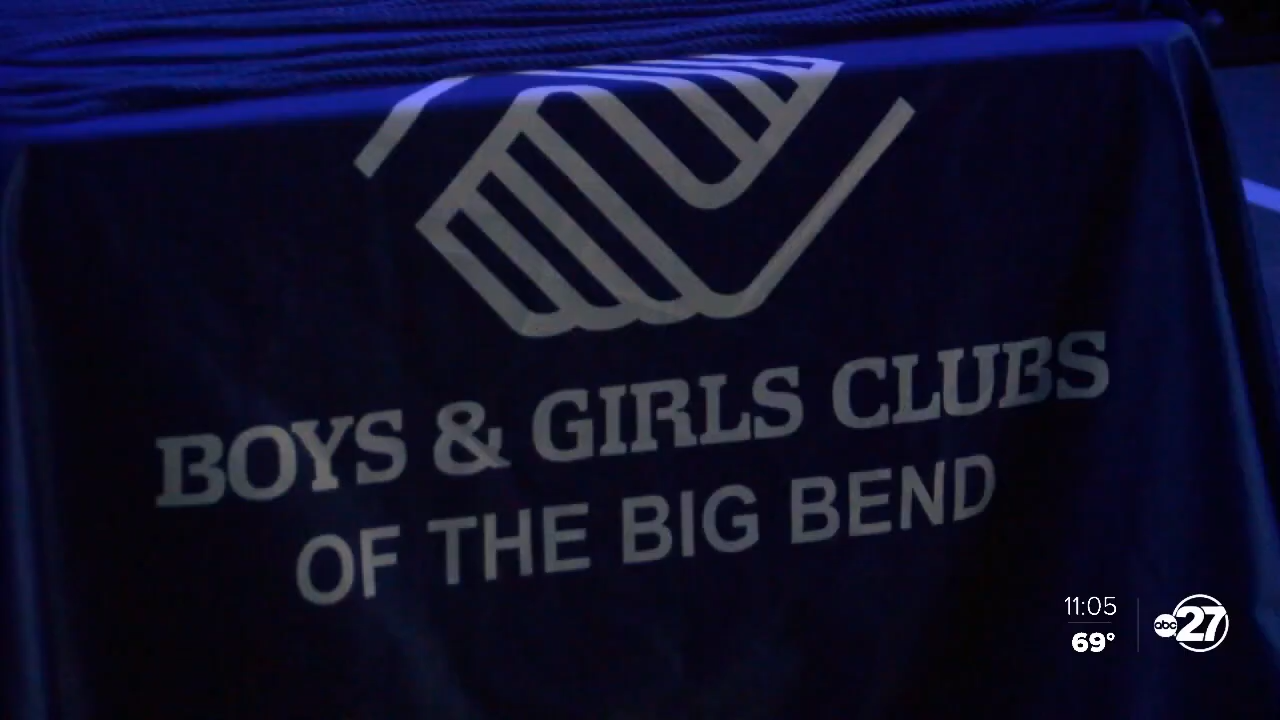 BOYS & GIRLS CLUBS
OF THE BIG BEND
11:05
69°
abc 27